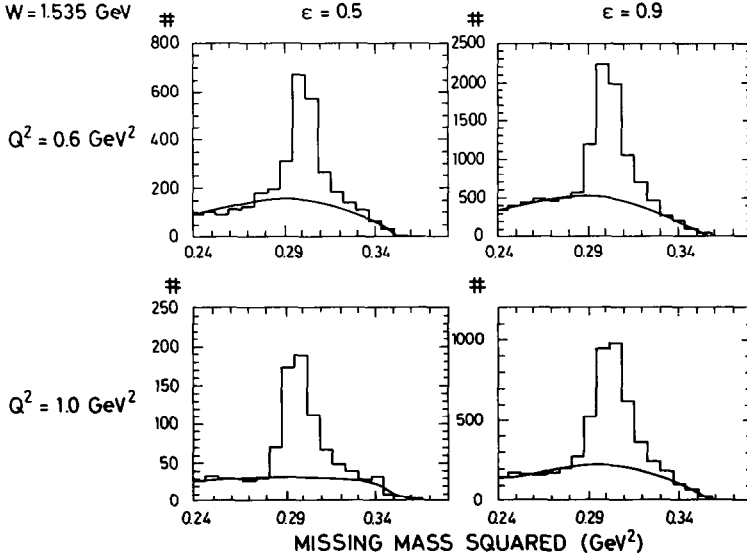 W = 1.535 GeV
# ε = 0.5
# ε = 0.9
Q² = 0.6 GeV²
800
600
400
200
0
0.24 0.29 0.34
2500
2000
1500
1000
500
0
0.24 0.29 0.34
Q² = 1.0 GeV²
#
250
200
150
100
50
0
0.24 0.29 0.34
#
1000
500
0
0.24 0.29 0.34
MISSING MASS SQUARED (GeV²)